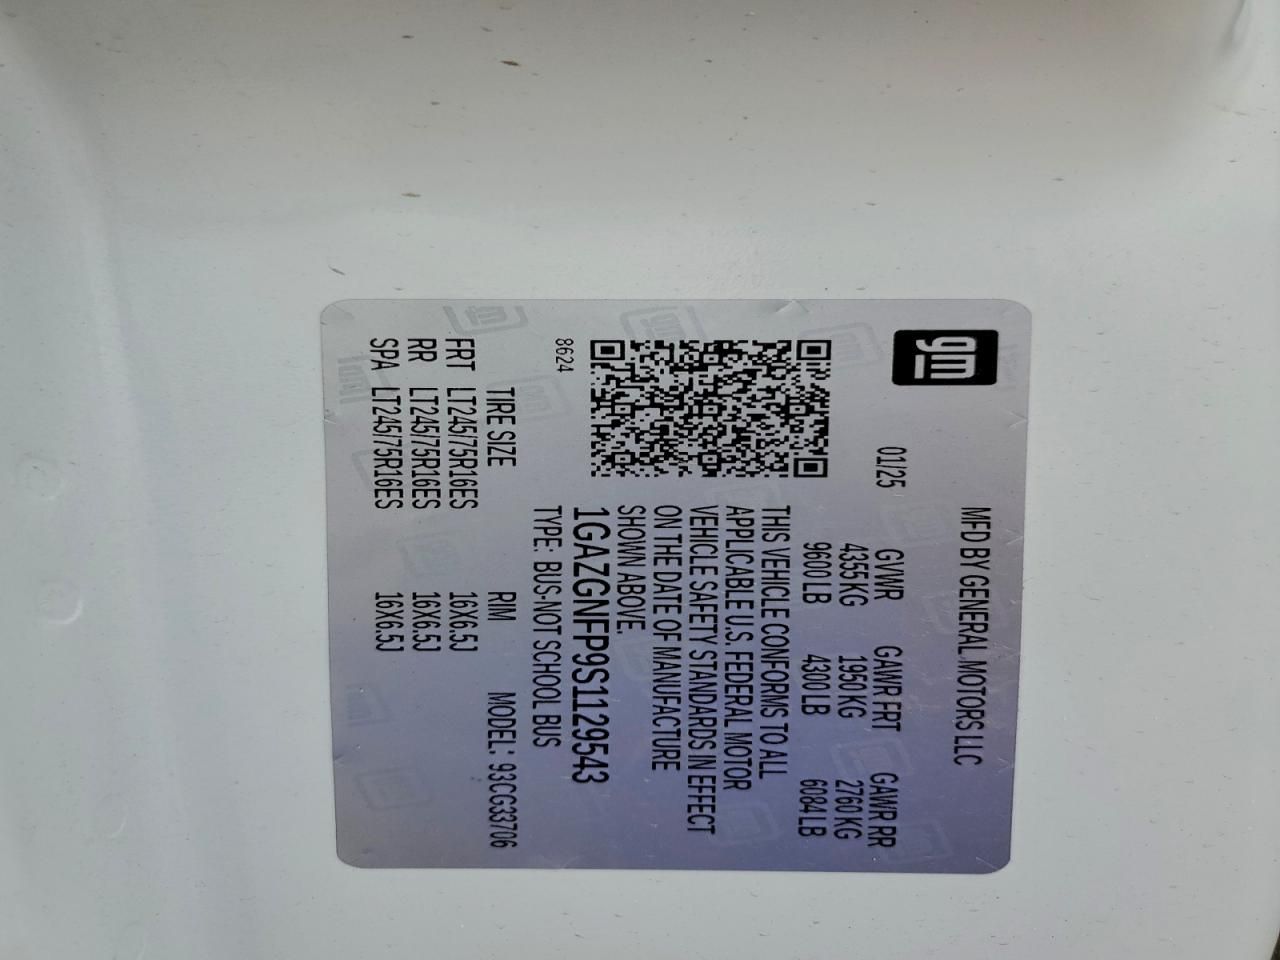 gm
MFD BY GENERAL MOTORS LLC
01/25 GVWR GAWR FRT GAWR RR
4355 KG 1950 KG 2760 KG
9600 LB 4300 LB 6084 LB
THIS VEHICLE CONFORMS TO ALL
APPLICABLE U.S. FEDERAL MOTOR
VEHICLE SAFETY STANDARDS IN EFFECT
ON THE DATE OF MANUFACTURE
SHOWN ABOVE.
1GAZGNFP9S1129543
8624 TYPE: BUS-NOT SCHOOL BUS
TIRE SIZE RIM MODEL: 93CG33706
FRT LT245/75R16ES 16X6.5J
RR LT245/75R16ES 16X6.5J
SPA LT245/75R16ES 16X6.5J